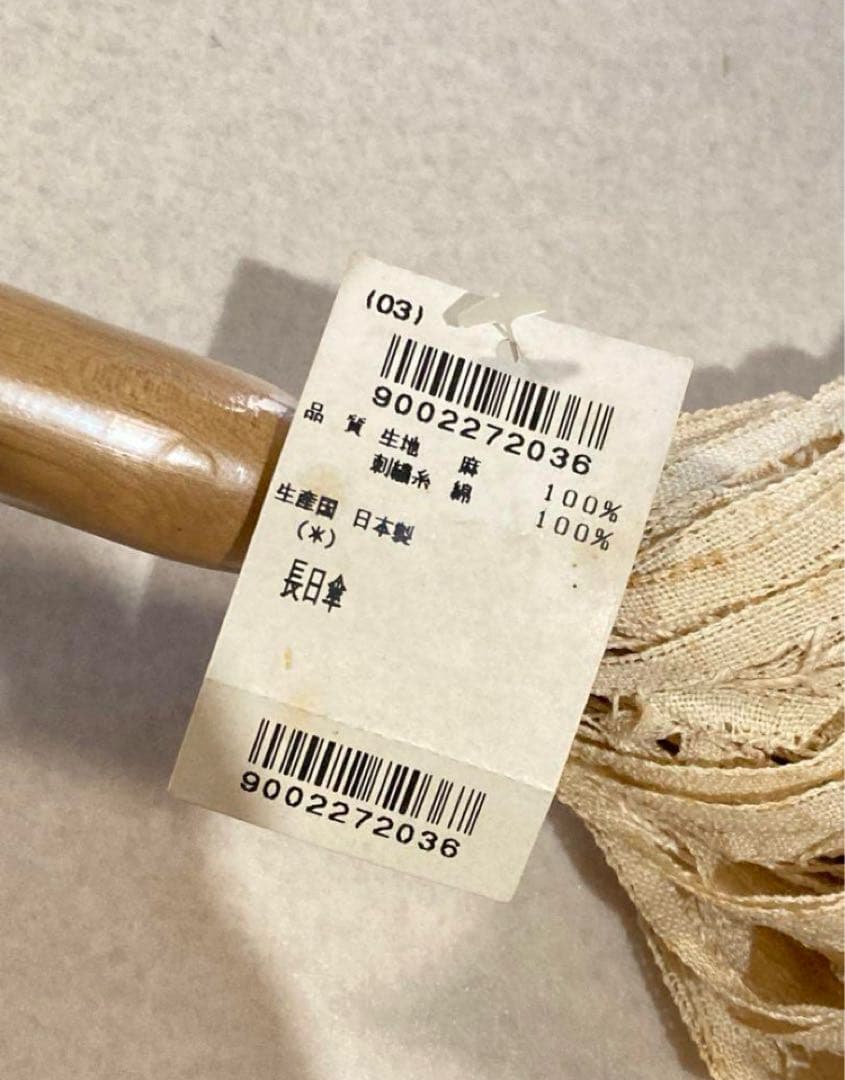 (03)
9002272036
品 質 生地 麻 100%
刺繍糸 綿 100%
生産国 日本製
(*)
長日傘
9002272036